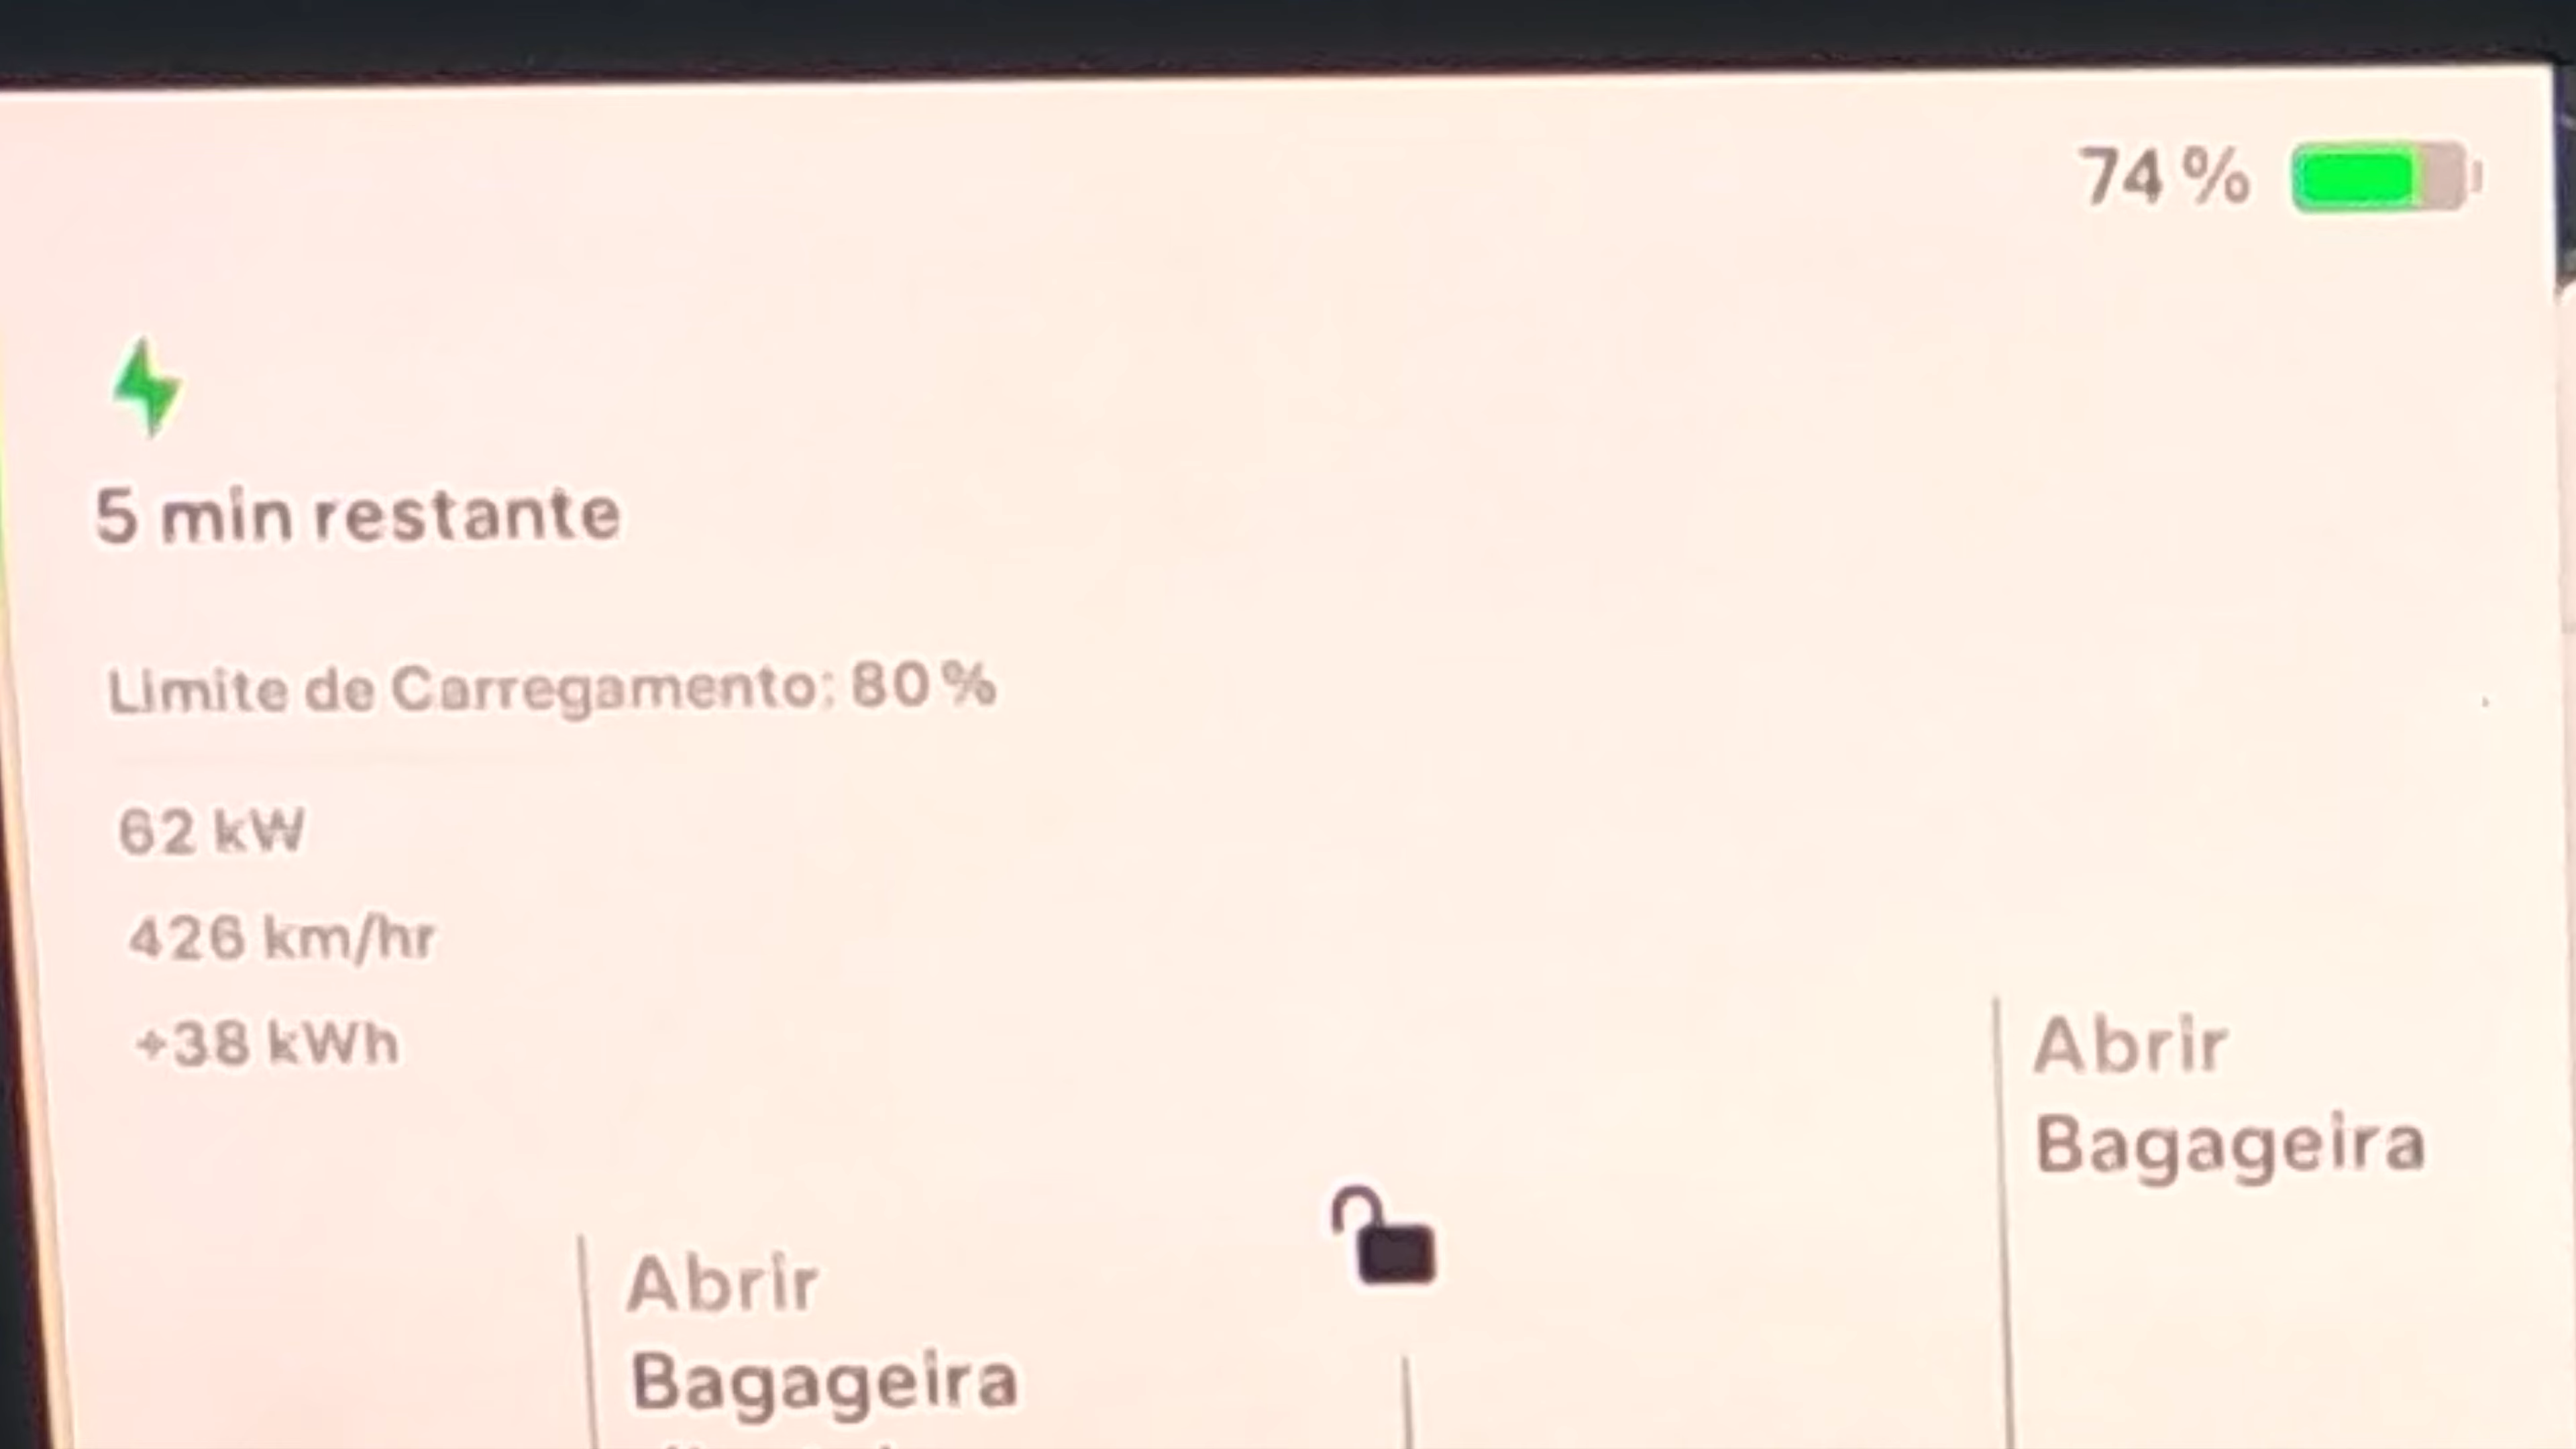 74 %
5 min restante
Limite de Carregamento: 80 %
62 kW
426 km/hr
+38 kWh
Abrir
Bagageira
Abrir
Bagageira